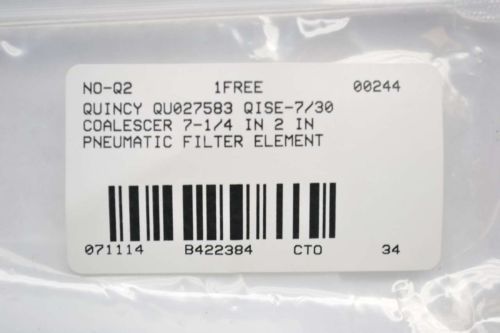 NO-Q2 1FREE 00244
QUINCY QU027583 QISE-7/30
COALESCER 7-1/4 IN 2 IN
PNEUMATIC FILTER ELEMENT
071114 B422384 CTO 34